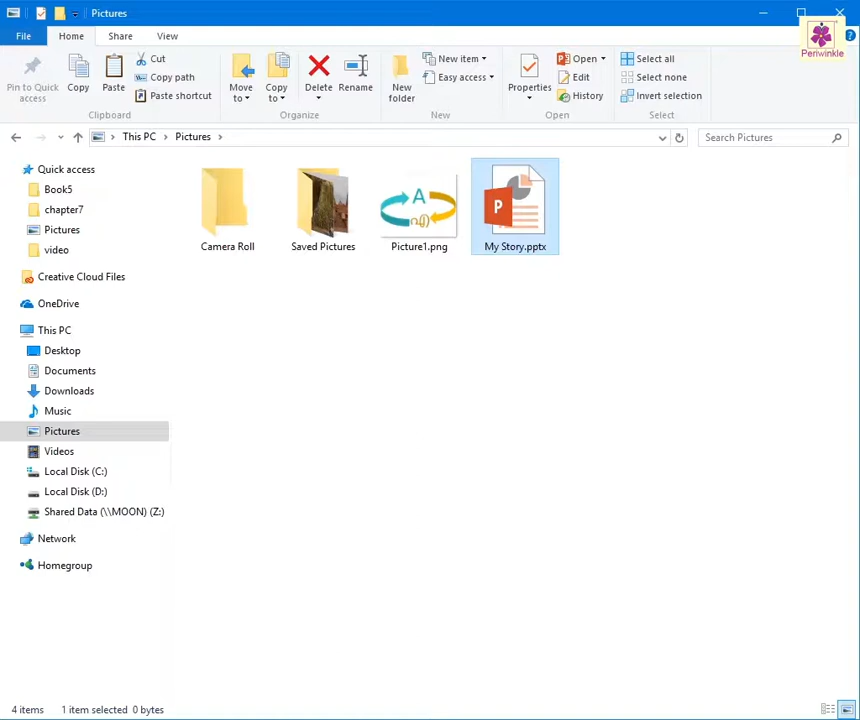 Pictures
File Home Share View
Periwinkle
Pin to Quick access
Copy
Paste
Cut
Copy path
Paste shortcut
Clipboard
Move to
Copy to
Delete
Rename
Organize
New folder
New item
Easy access
New
Properties
Open
Edit
History
Open
Select all
Select none
Invert selection
Select
This PC > Pictures >
Search Pictures
Quick access
Book5
chapter7
Pictures
video
Creative Cloud Files
OneDrive
This PC
Desktop
Documents
Downloads
Music
Pictures
Videos
Local Disk (C:)
Local Disk (D:)
Shared Data (\\MOON) (Z:)
Network
Homegroup
Camera Roll
Saved Pictures
A
Picture1.png
P
My Story.pptx
4 items 1 item selected 0 bytes